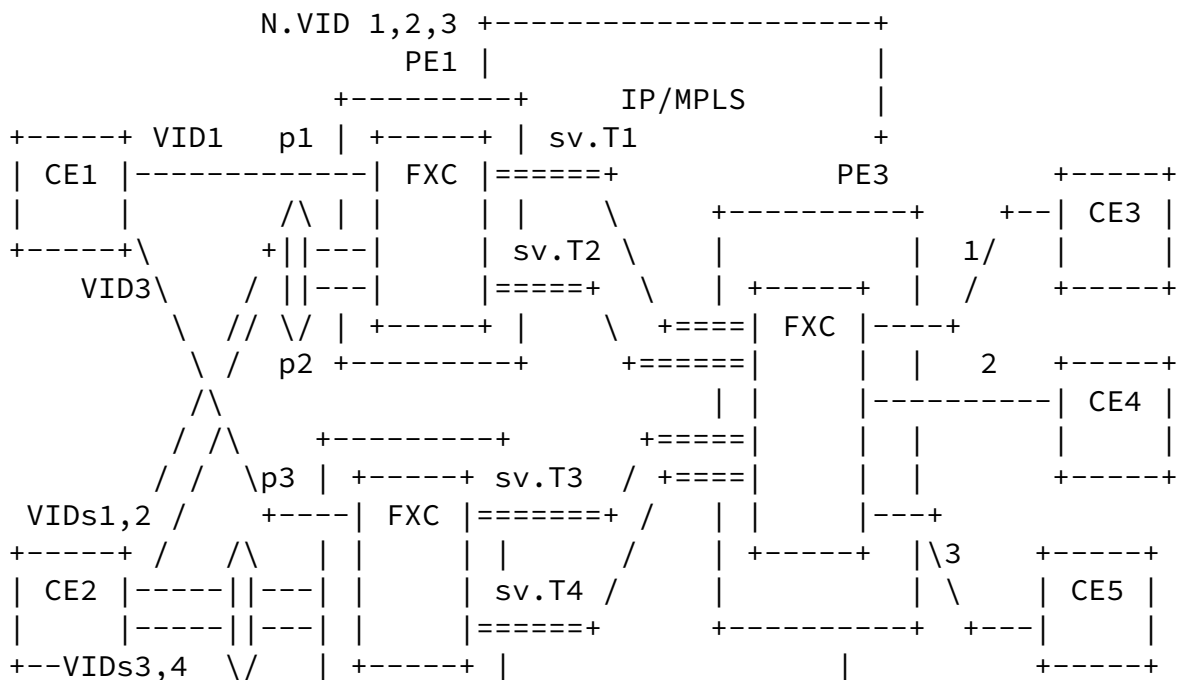 N.VID 1,2,3 +---------------------+
PE1 |                     |
+---------+     IP/MPLS       |
+-----+ VID1   p1 | +-----+ | sv.T1             +
| CE1 |-------------| FXC |======+            PE3         +-----+
|     |        /\ | |     | |    \     +----------+    +--| CE3 |
+-----+\      +||---|     | sv.T2 \    |          |  1/   |     |
VID3\    / ||---|     |=====+  \   | +-----+  |  /    +-----+
\  // \/ | +-----+ |    \  +====| FXC |----+
\ /  p2 +---------+     +======|     |  |   2   +-----+
/\                           | |     |----------| CE4 |
/ /\    +---------+       +=====|     |  |       |     |
/ /  \p3 | +-----+ sv.T3  / +====|     |  |       +-----+
VIDs1,2 /    +----| FXC |=======+ /   | |     |---+
+-----+ /   /\    | |     | |      /    | +-----+  |\3    +-----+
| CE2 |-----||---| |     | sv.T4 /     |          | \    | CE5 |
|     |-----||---| |     |======+      +----------+  +---|     |
+--VIDs3,4  \/   | +-----+ |                  |          +-----+